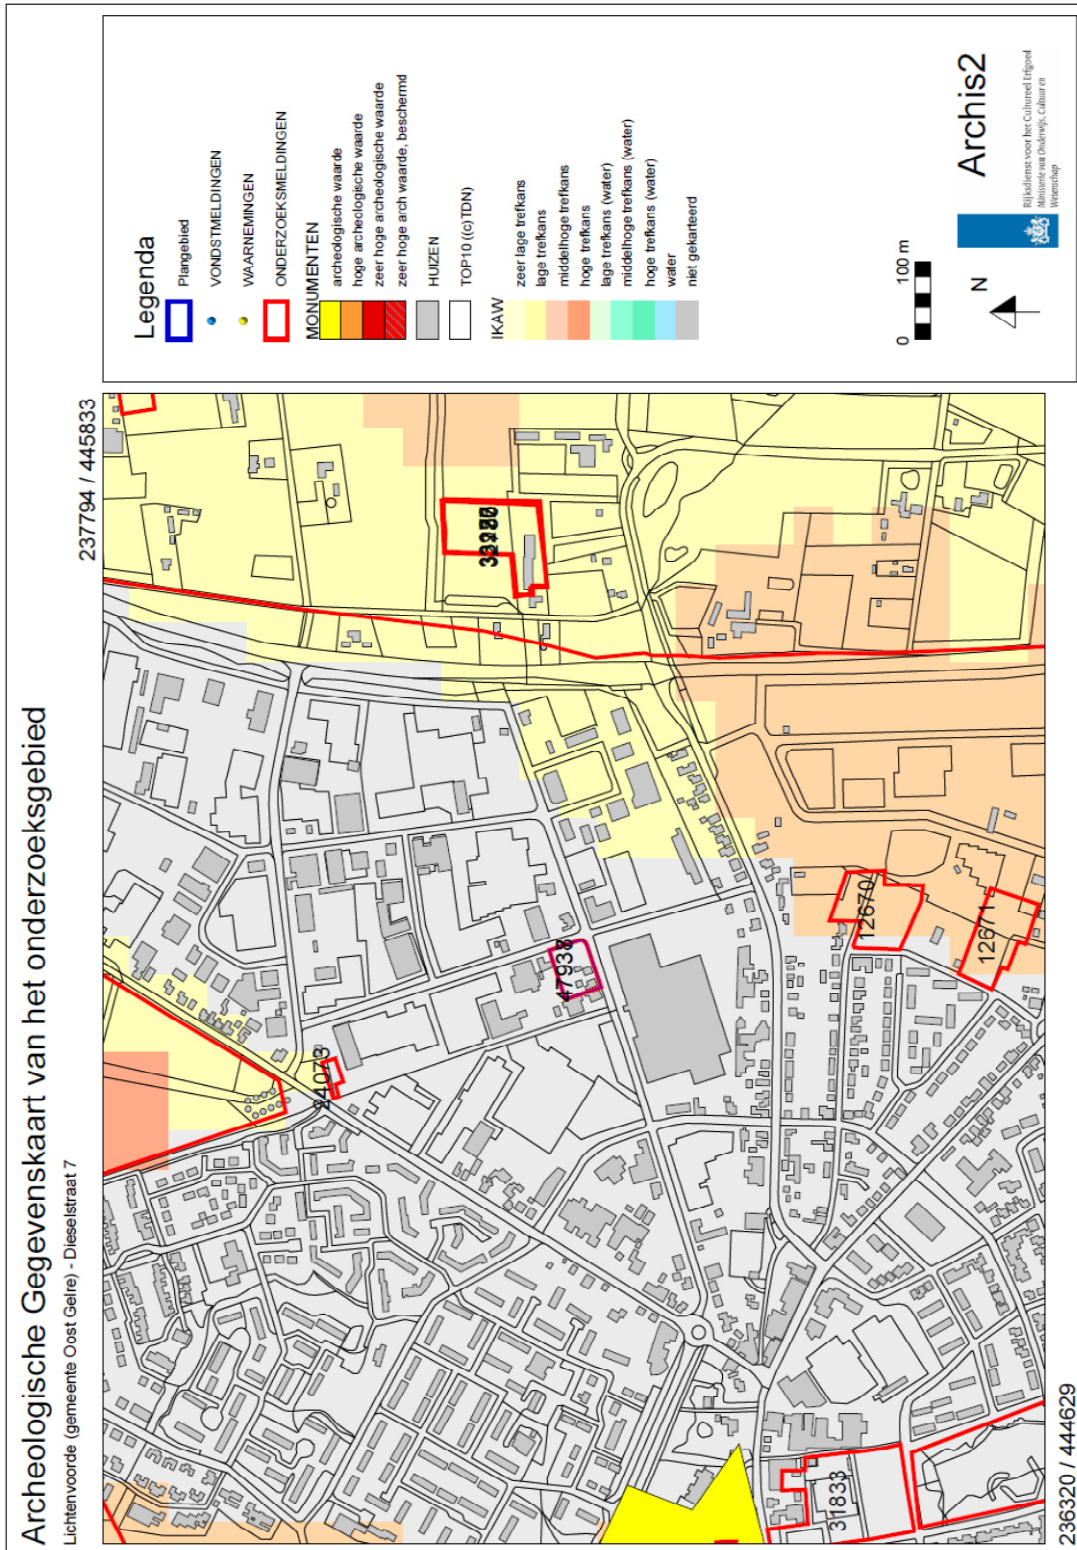 Archeologische Gegevenskaart van het onderzoeksgebied
Lichtenvoorde (gemeente Oost Gelre) - Dieselstraat 7
237794 / 445833
24073
47938
12670
12671
31833
236320 / 444629
Legenda
Plangebied
VONDSTMELDINGEN
WAARNEMINGEN
ONDERZOEKSMELDINGEN
MONUMENTEN
archeologische waarde
hoge archeologische waarde
zeer hoge archeologische waarde
zeer hoge arch waarde, beschermd
HUIZEN
TOP10 ((c)TDN)
IKAW
zeer lage trefkans
lage trefkans
middelhoge trefkans
hoge trefkans
lage trefkans (water)
middelhoge trefkans (water)
hoge trefkans (water)
water
niet gekarteerd
0 100 m
N
Archis2
Rijksdienst voor het Cultureel Erfgoed
Ministerie van Onderwijs, Cultuur en
Wetenschap